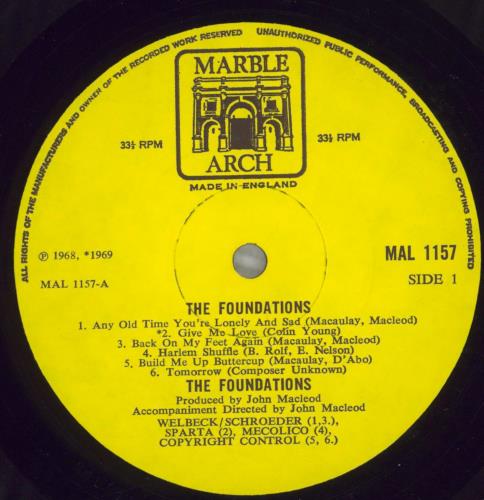 ALL RIGHTS OF THE MANUFACTURERS AND OWNER OF THE RECORDED WORK RESERVED
UNAUTHORIZED PUBLIC PERFORMANCE, BROADCASTING AND COPYING PROHIBITED
MARBLE
ARCH
MADE IN ENGLAND
33⅓ RPM
33⅓ RPM
℗ 1968, *1969
MAL 1157
MAL 1157-A
SIDE 1
THE FOUNDATIONS
1. Any Old Time You're Lonely And Sad (Macaulay, Macleod)
*2. Give Me Love (Colin Young)
3. Back On My Feet Again (Macaulay, Macleod)
4. Harlem Shuffle (B. Rolf, E. Nelson)
5. Build Me Up Buttercup (Macaulay, D'Abo)
6. Tomorrow (Composer Unknown)
THE FOUNDATIONS
Produced by John Macleod
Accompaniment Directed by John Macleod
WELBECK/SCHROEDER (1,3.),
SPARTA (2), MECOLICO (4),
COPYRIGHT CONTROL (5, 6.)